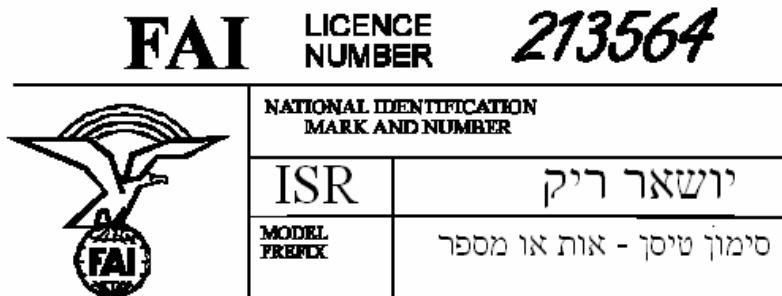 FAI LICENCE NUMBER 213564
NATIONAL IDENTIFICATION
MARK AND NUMBER
ISR יושאר ריק
MODEL PREFIX סימון טיסן - אות או מספר
FAI